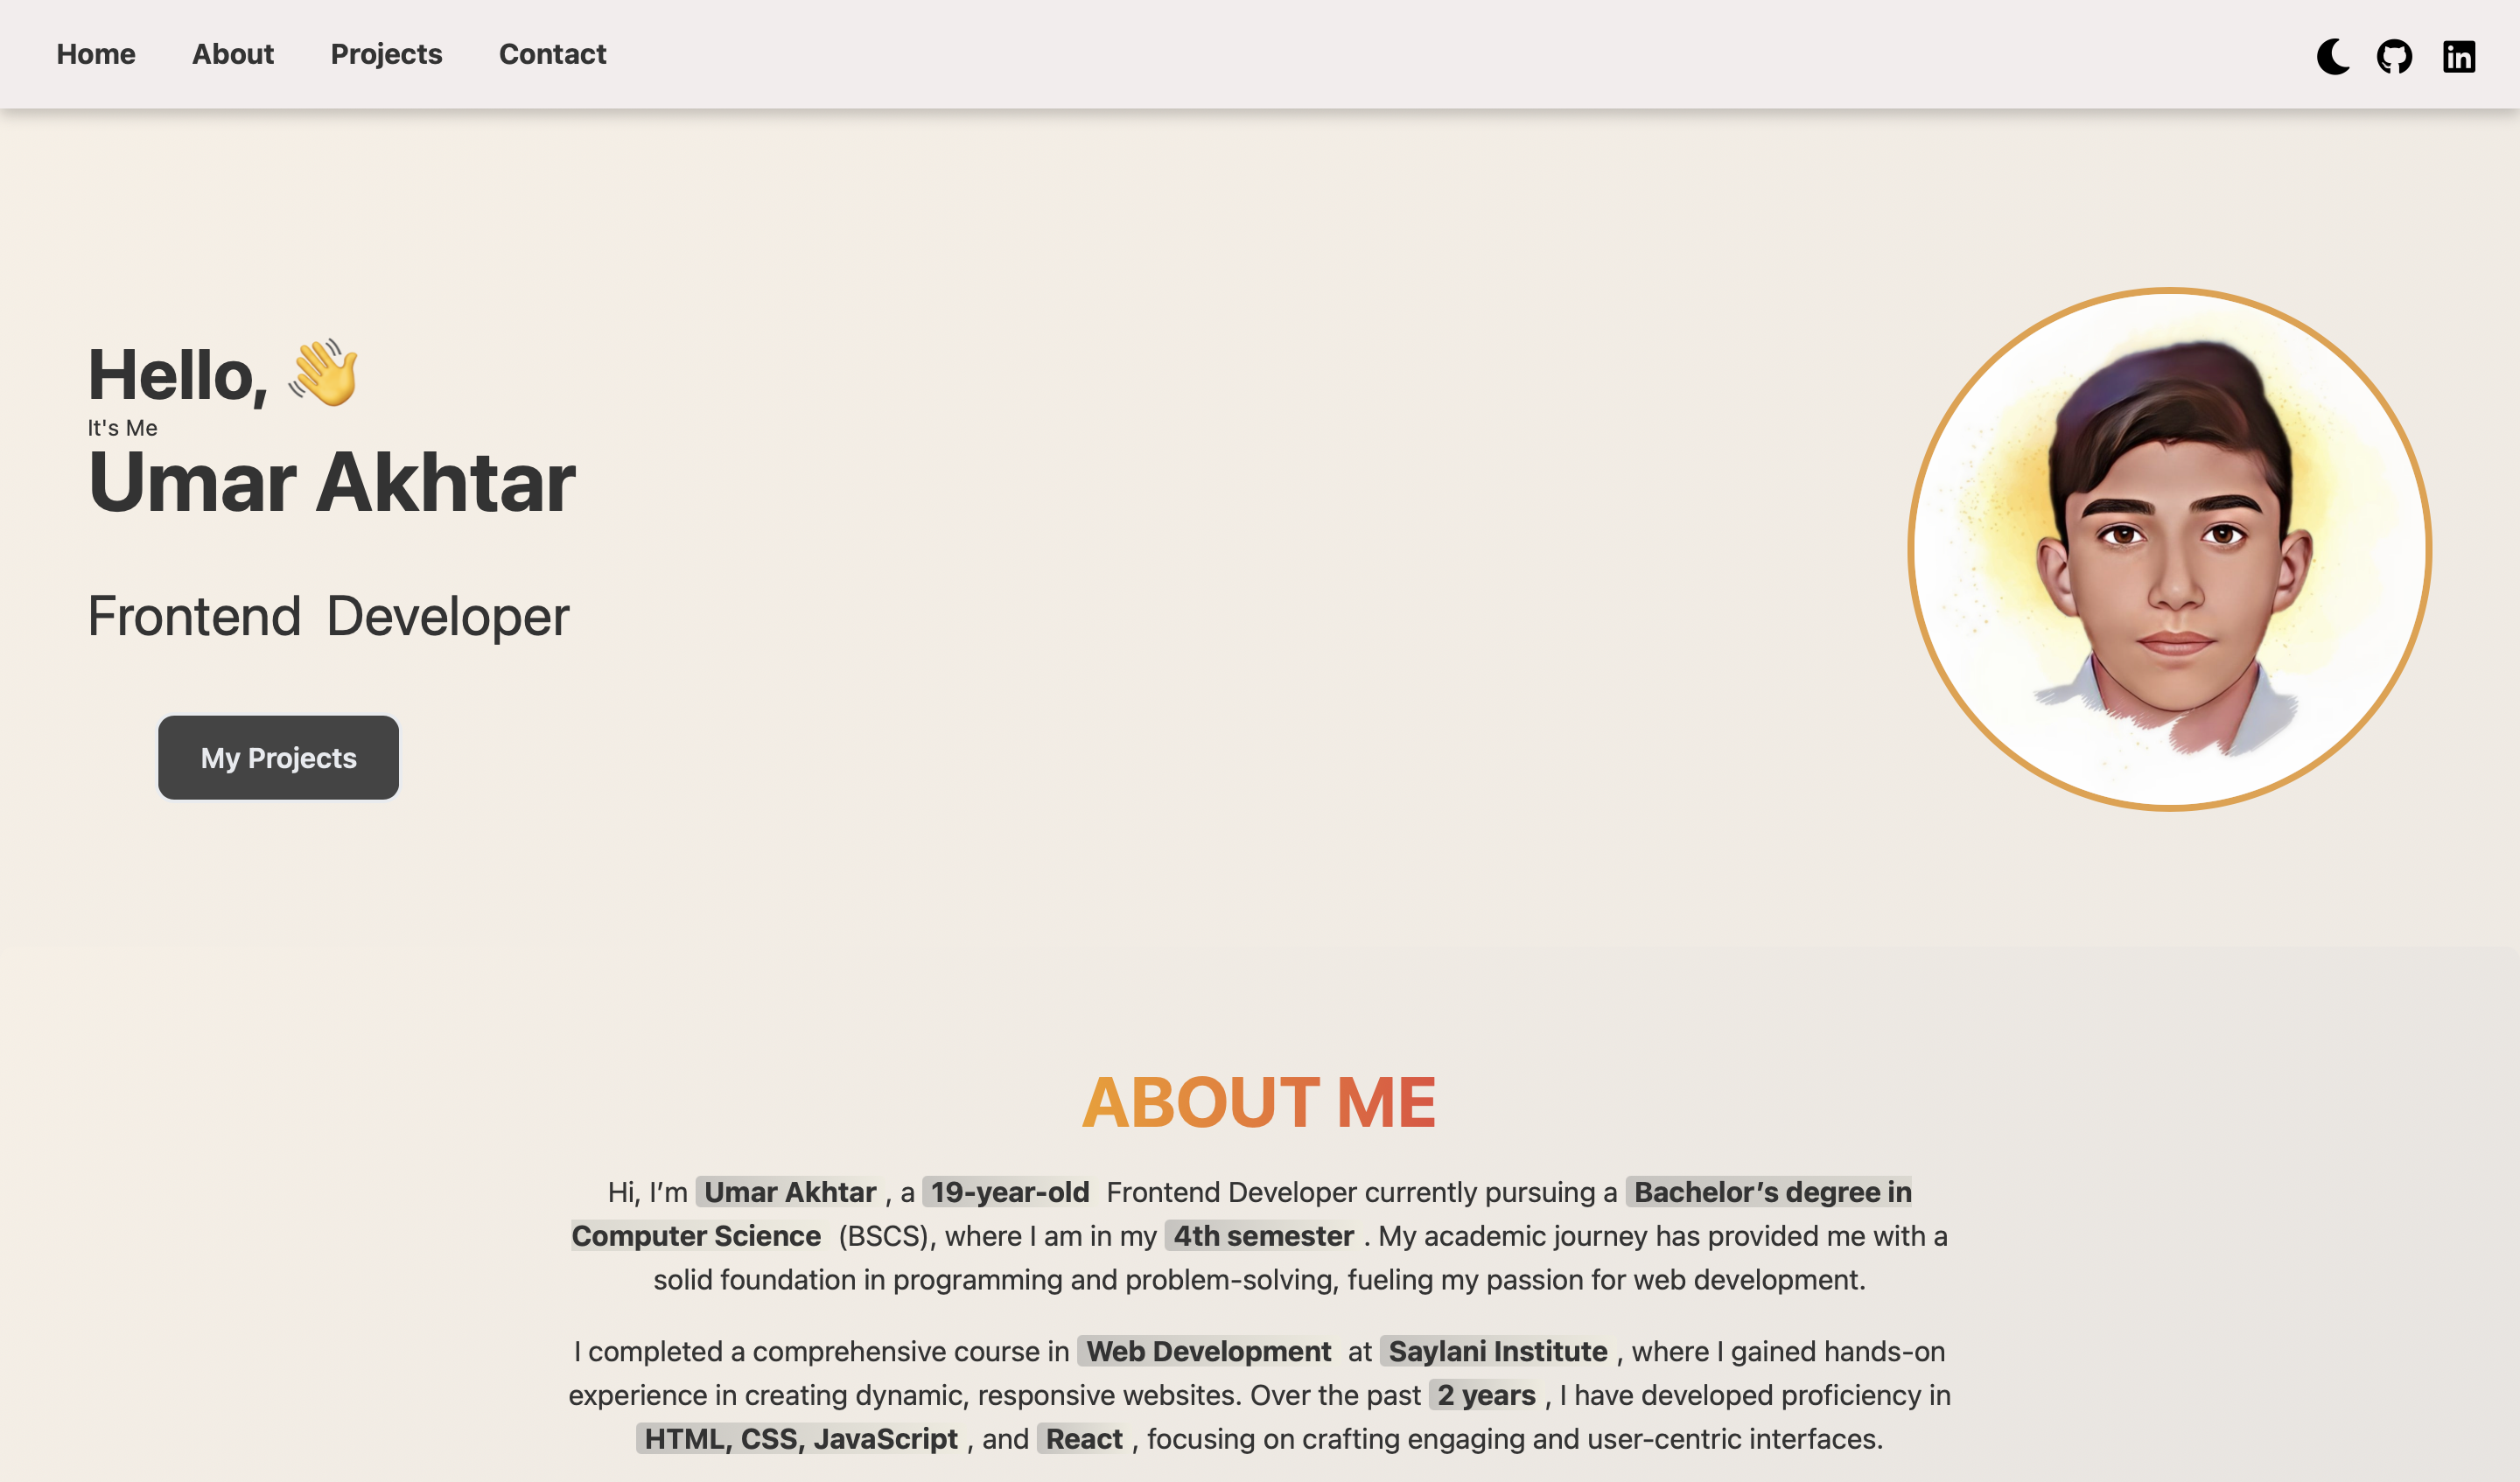 Home About Projects Contact
Hello, 👋
It's Me
Umar Akhtar
Frontend Developer
My Projects
ABOUT ME
Hi, I’m Umar Akhtar , a 19-year-old Frontend Developer currently pursuing a Bachelor’s degree in
Computer Science (BSCS), where I am in my 4th semester . My academic journey has provided me with a
solid foundation in programming and problem-solving, fueling my passion for web development.
I completed a comprehensive course in Web Development at Saylani Institute , where I gained hands-on
experience in creating dynamic, responsive websites. Over the past 2 years , I have developed proficiency in
HTML, CSS, JavaScript , and React , focusing on crafting engaging and user-centric interfaces.